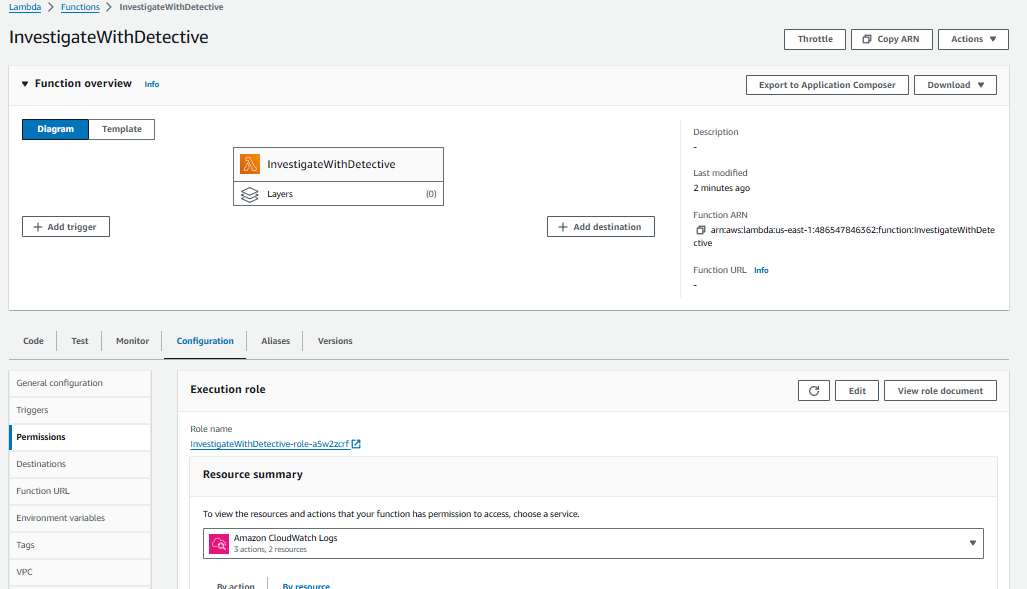 Lambda > Functions > InvestigateWithDetective
InvestigateWithDetective
Throttle
Copy ARN
Actions
Function overview Info
Export to Application Composer
Download
Diagram
Template
InvestigateWithDetective
Layers (0)
+ Add trigger
+ Add destination
Description
-
Last modified
2 minutes ago
Function ARN
arn:aws:lambda:us-east-1:486547846362:function:InvestigateWithDete
ctive
Function URL Info
-
Code
Test
Monitor
Configuration
Aliases
Versions
General configuration
Triggers
Permissions
Destinations
Function URL
Environment variables
Tags
VPC
Execution role
Edit
View role document
Role name
InvestigateWithDetective-role-a5w2zcrf
Resource summary
To view the resources and actions that your function has permission to access, choose a service.
Amazon CloudWatch Logs
3 actions, 2 resources
By action
By resource